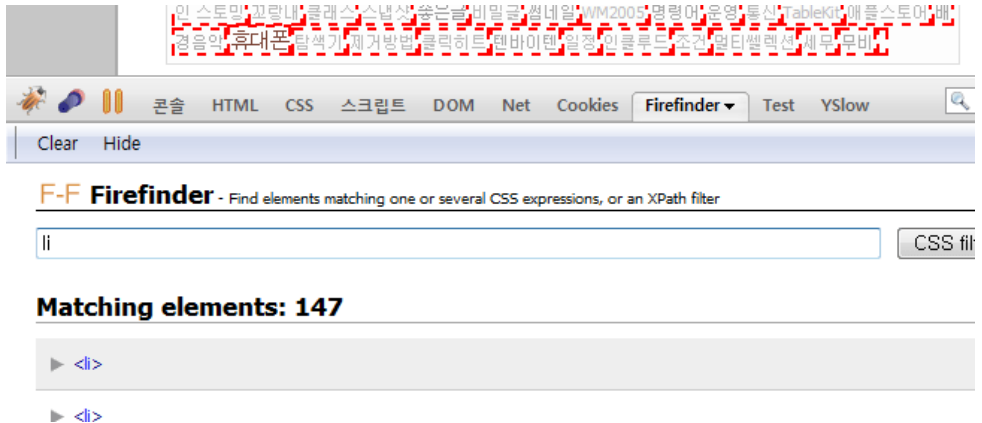 인 스토밍,꼬랑내,클래스,스냅샷,좋은글,비밀글,썸네일,WM2005,명령어,운영,통신,TableKit,애플스토어,배
경음악,휴대폰,탐색기,제거방법,클릭히트,텐바이텐,일정,인클루드,조건,멀티쎌렉션,세무,무비,
콘솔 HTML CSS 스크립트 DOM Net Cookies Firefinder Test YSlow
Clear Hide
F-F Firefinder - Find elements matching one or several CSS expressions, or an XPath filter
li CSS filt
Matching elements: 147
<li>
<li>